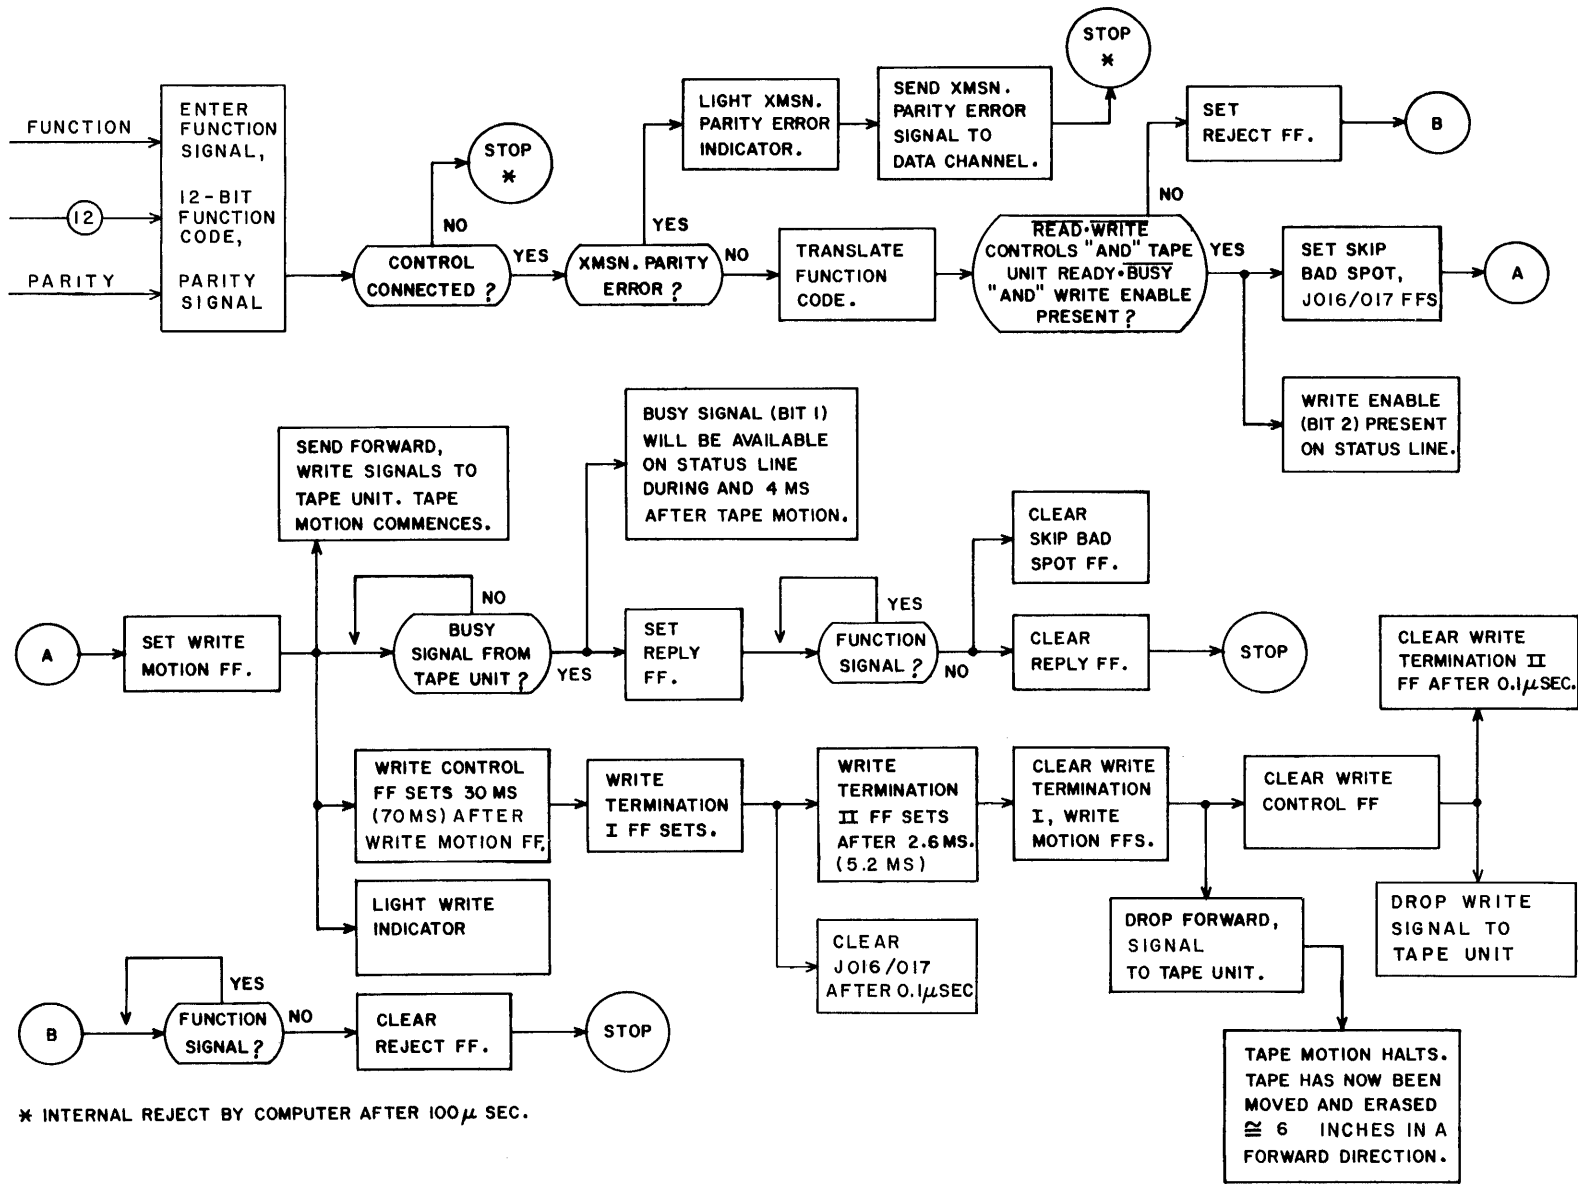 FUNCTION
12
PARITY
ENTER
FUNCTION
SIGNAL,
12-BIT
FUNCTION
CODE,
PARITY
SIGNAL
CONTROL
CONNECTED?
NO
STOP
*
YES
XMSN. PARITY
ERROR?
YES
LIGHT XMSN.
PARITY ERROR
INDICATOR.
SEND XMSN.
PARITY ERROR
SIGNAL TO
DATA CHANNEL.
STOP
*
NO
TRANSLATE
FUNCTION
CODE.
READ·WRITE
CONTROLS "AND" TAPE
UNIT READY·BUSY
"AND" WRITE ENABLE
PRESENT?
NO
SET
REJECT FF.
B
YES
SET SKIP
BAD SPOT,
J016/017 FFS
A
WRITE ENABLE
(BIT 2) PRESENT
ON STATUS LINE.
A
SET WRITE
MOTION FF.
SEND FORWARD,
WRITE SIGNALS TO
TAPE UNIT. TAPE
MOTION COMMENCES.
BUSY
SIGNAL FROM
TAPE UNIT?
NO
YES
BUSY SIGNAL (BIT 1)
WILL BE AVAILABLE
ON STATUS LINE
DURING AND 4 MS
AFTER TAPE MOTION.
SET
REPLY
FF.
FUNCTION
SIGNAL?
YES
NO
CLEAR
SKIP BAD
SPOT FF.
CLEAR
REPLY FF.
STOP
WRITE CONTROL
FF SETS 30 MS
(70 MS) AFTER
WRITE MOTION FF.
WRITE
TERMINATION
I FF SETS.
WRITE
TERMINATION
II FF SETS
AFTER 2.6 MS.
(5.2 MS)
CLEAR
J016/017
AFTER 0.1μSEC
CLEAR WRITE
TERMINATION
I, WRITE
MOTION FFS.
CLEAR WRITE
CONTROL FF
CLEAR WRITE
TERMINATION II
FF AFTER 0.1μSEC.
DROP WRITE
SIGNAL TO
TAPE UNIT
DROP FORWARD,
SIGNAL
TO TAPE UNIT.
TAPE MOTION HALTS.
TAPE HAS NOW BEEN
MOVED AND ERASED
≅ 6 INCHES IN A
FORWARD DIRECTION.
LIGHT WRITE
INDICATOR
B
FUNCTION
SIGNAL?
YES
NO
CLEAR
REJECT FF.
STOP
* INTERNAL REJECT BY COMPUTER AFTER 100μ SEC.